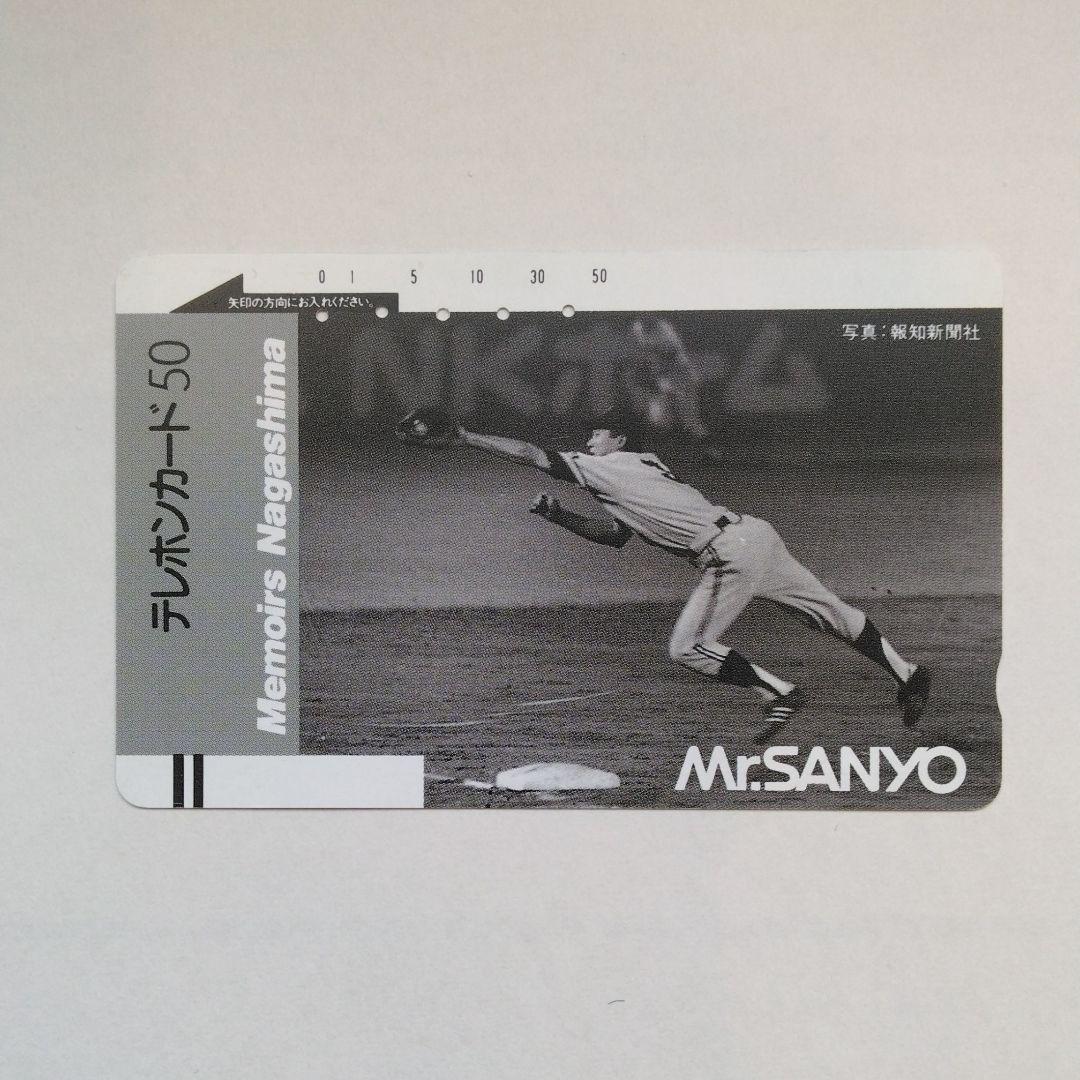 0 1 5 10 30 50
矢印の方向にお入れください。
写真：報知新聞社
テレホンカード50
Memoirs Nagashima
Mr.SANYO